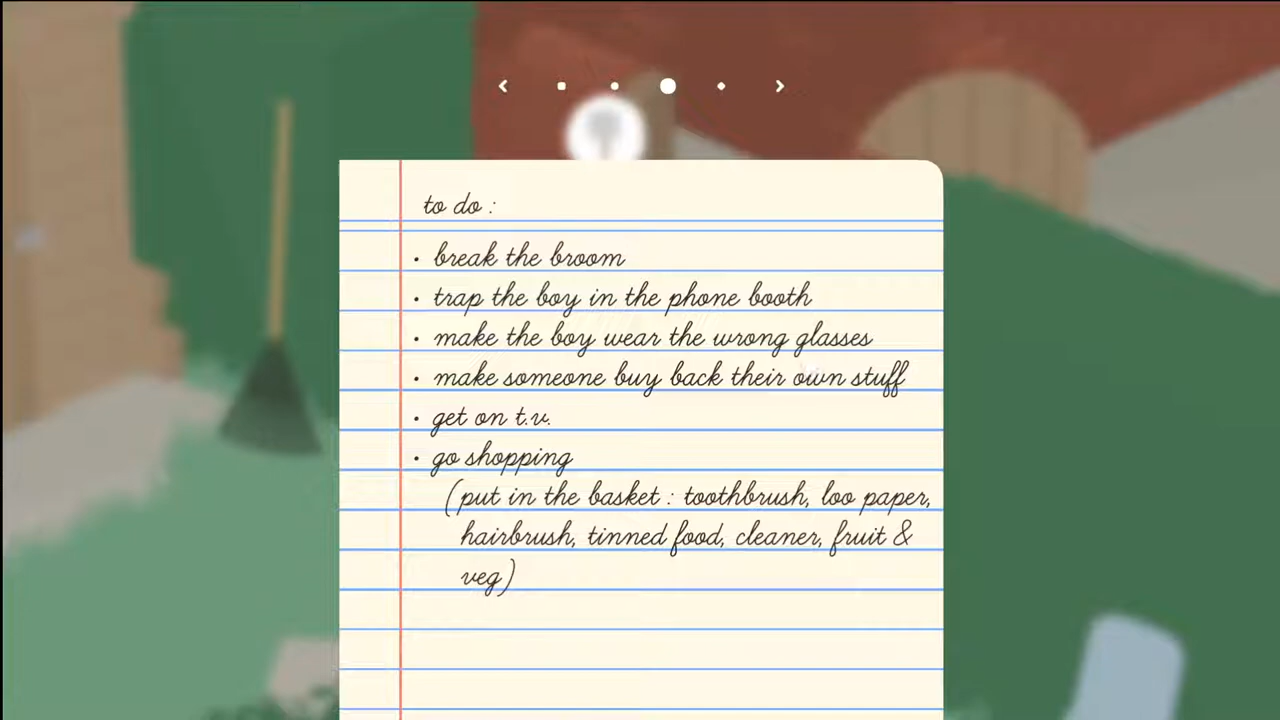 to do :
• break the broom
• trap the boy in the phone booth
• make the boy wear the wrong glasses
• make someone buy back their own stuff
• get on t.v.
• go shopping
(put in the basket : toothbrush, loo paper,
hairbrush, tinned food, cleaner, fruit &
veg)